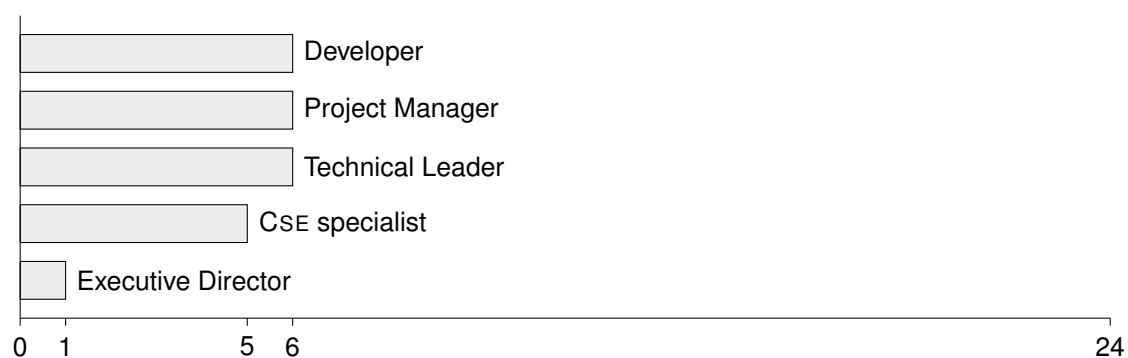 Developer
Project Manager
Technical Leader
CSE specialist
Executive Director
0 1 5 6 24